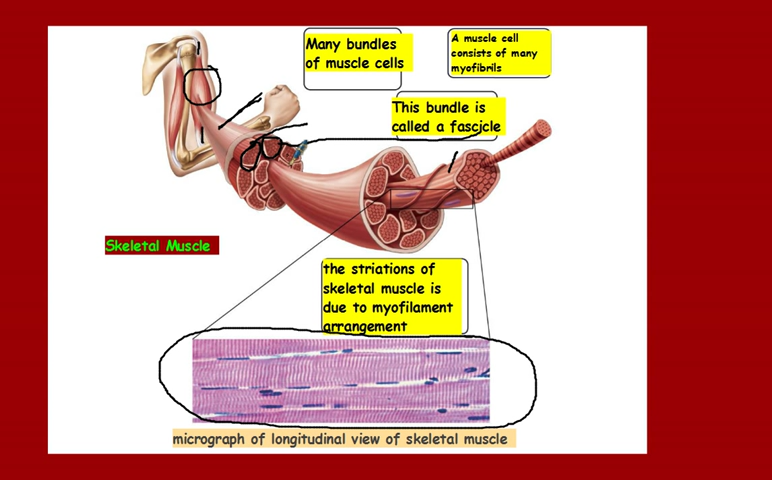 Many bundles
of muscle cells
A muscle cell
consists of many
myofibrils
This bundle is
called a fascicle
Skeletal Muscle
the striations of
skeletal muscle is
due to myofilament
arrangement
micrograph of longitudinal view of skeletal muscle